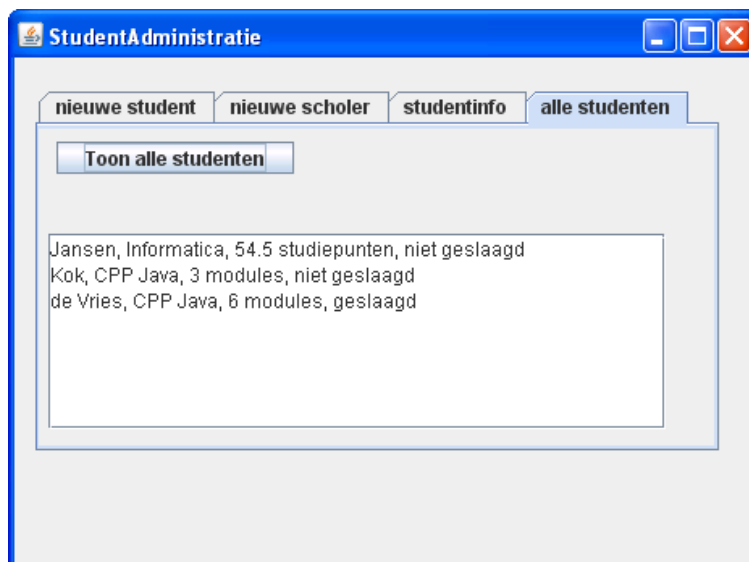 StudentAdministratie
nieuwe student nieuwe scholer studentinfo alle studenten
Toon alle studenten
Jansen, Informatica, 54.5 studiepunten, niet geslaagd
Kok, CPP Java, 3 modules, niet geslaagd
de Vries, CPP Java, 6 modules, geslaagd